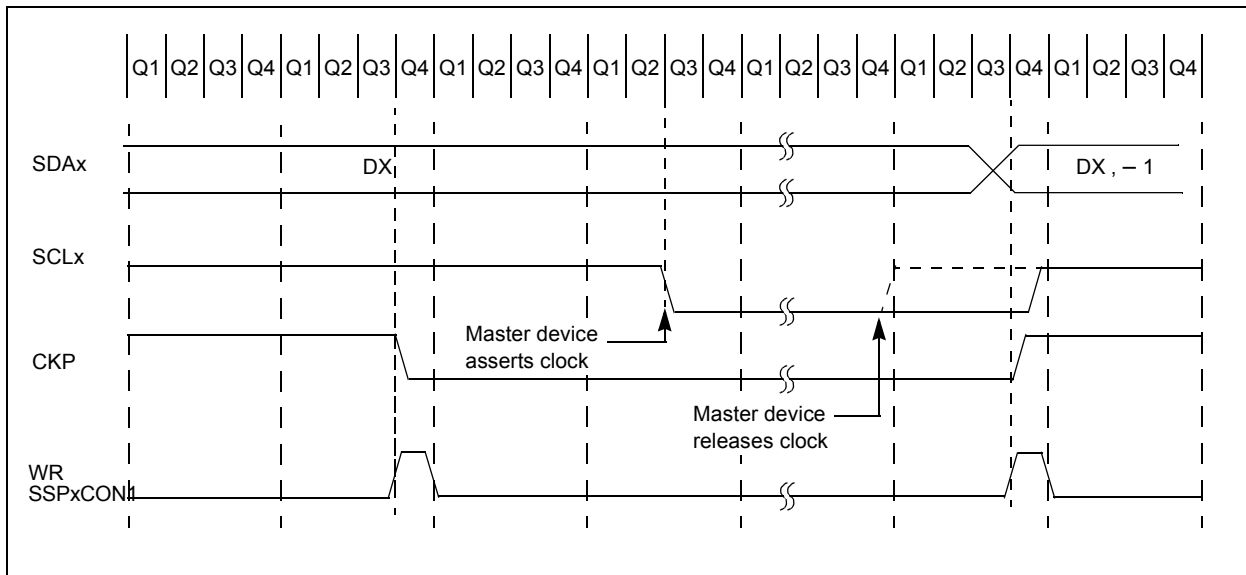 Q1 Q2 Q3 Q4 Q1 Q2 Q3 Q4 Q1 Q2 Q3 Q4 Q1 Q2 Q3 Q4 Q1 Q2 Q3 Q4 Q1 Q2 Q3 Q4 Q1 Q2 Q3 Q4
SDAx
DX
DX , – 1
SCLx
Master device
asserts clock
CKP
Master device
releases clock
WR
SSPxCON1